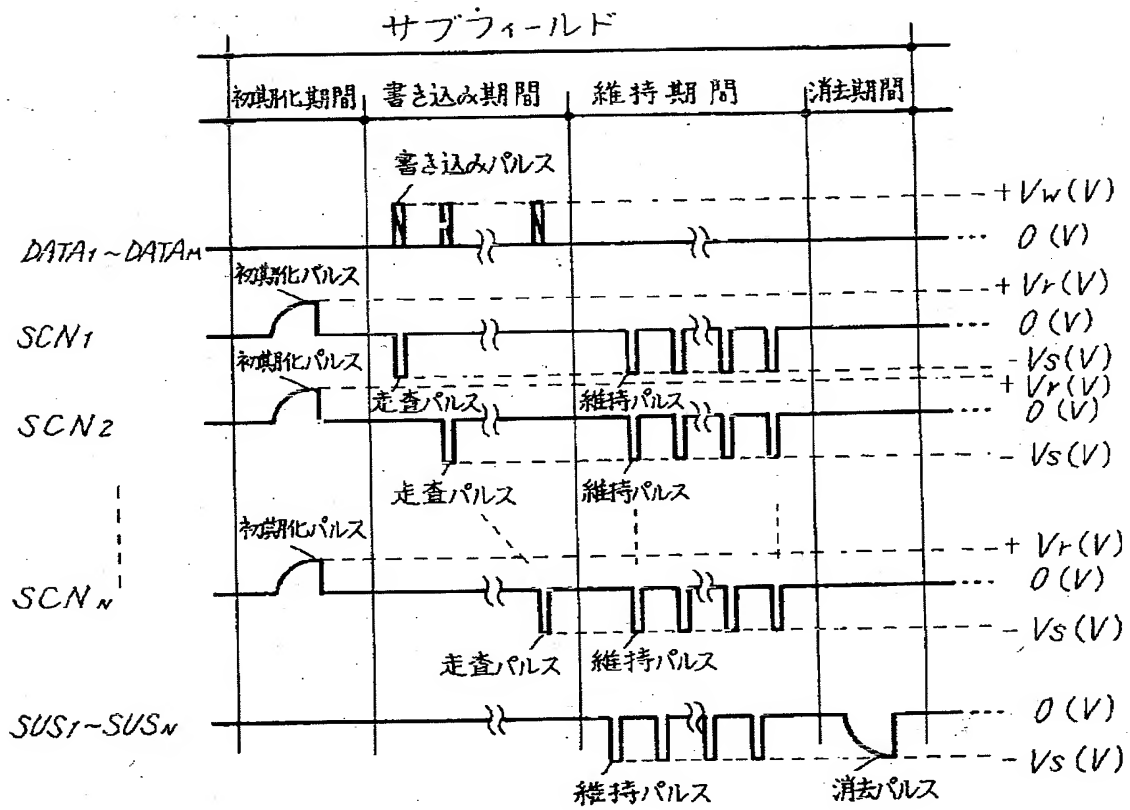 サブフィールド
初期化期間 書き込み期間 維持期間 消去期間
書き込みパルス
+Vw(V)
DATA1~DATAM 0(V)
初期化パルス
+Vr(V)
SCN1 0(V)
-Vs(V)
初期化パルス 走査パルス 維持パルス +Vr(V)
SCN2 0(V)
-Vs(V)
走査パルス 維持パルス
初期化パルス
+Vr(V)
SCNN 0(V)
-Vs(V)
走査パルス 維持パルス
SUS1~SUSN 0(V)
-Vs(V)
維持パルス 消去パルス